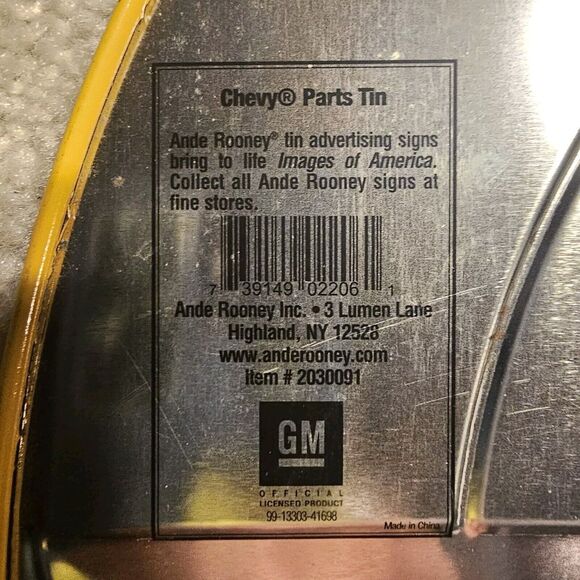 Chevy® Parts Tin
Ande Rooney® tin advertising signs
bring to life Images of America.
Collect all Ande Rooney signs at
fine stores.
7 39149 02206 1
Ande Rooney Inc. • 3 Lumen Lane
Highland, NY 12528
www.anderooney.com
Item # 2030091
GM
OFFICIAL
LICENSED PRODUCT
99-13303-41698
Made in China